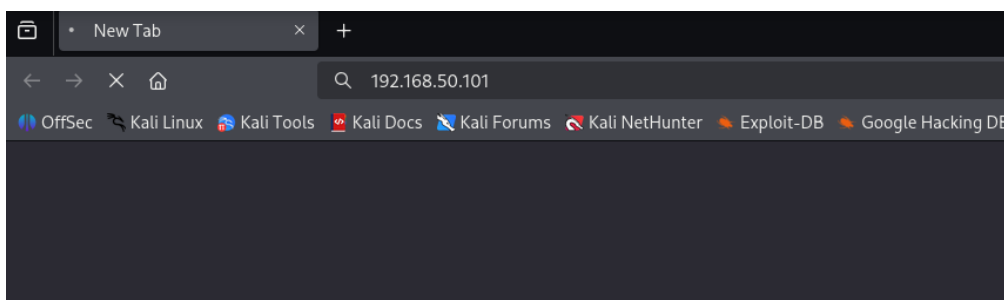 New Tab
192.168.50.101
OffSec Kali Linux Kali Tools Kali Docs Kali Forums Kali NetHunter Exploit-DB Google Hacking DB